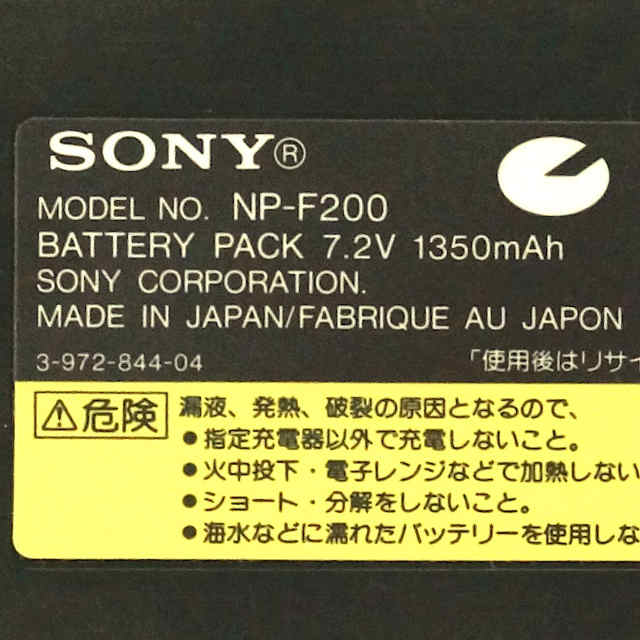 SONY®
MODEL NO. NP-F200
BATTERY PACK 7.2V 1350mAh
SONY CORPORATION.
MADE IN JAPAN/FABRIQUE AU JAPON
3-972-844-04 「使用後はリサイ
⚠危険 漏液、発熱、破裂の原因となるので、
●指定充電器以外で充電しないこと。
●火中投下・電子レンジなどで加熱しない
●ショート・分解をしないこと。
●海水などに濡れたバッテリーを使用しな